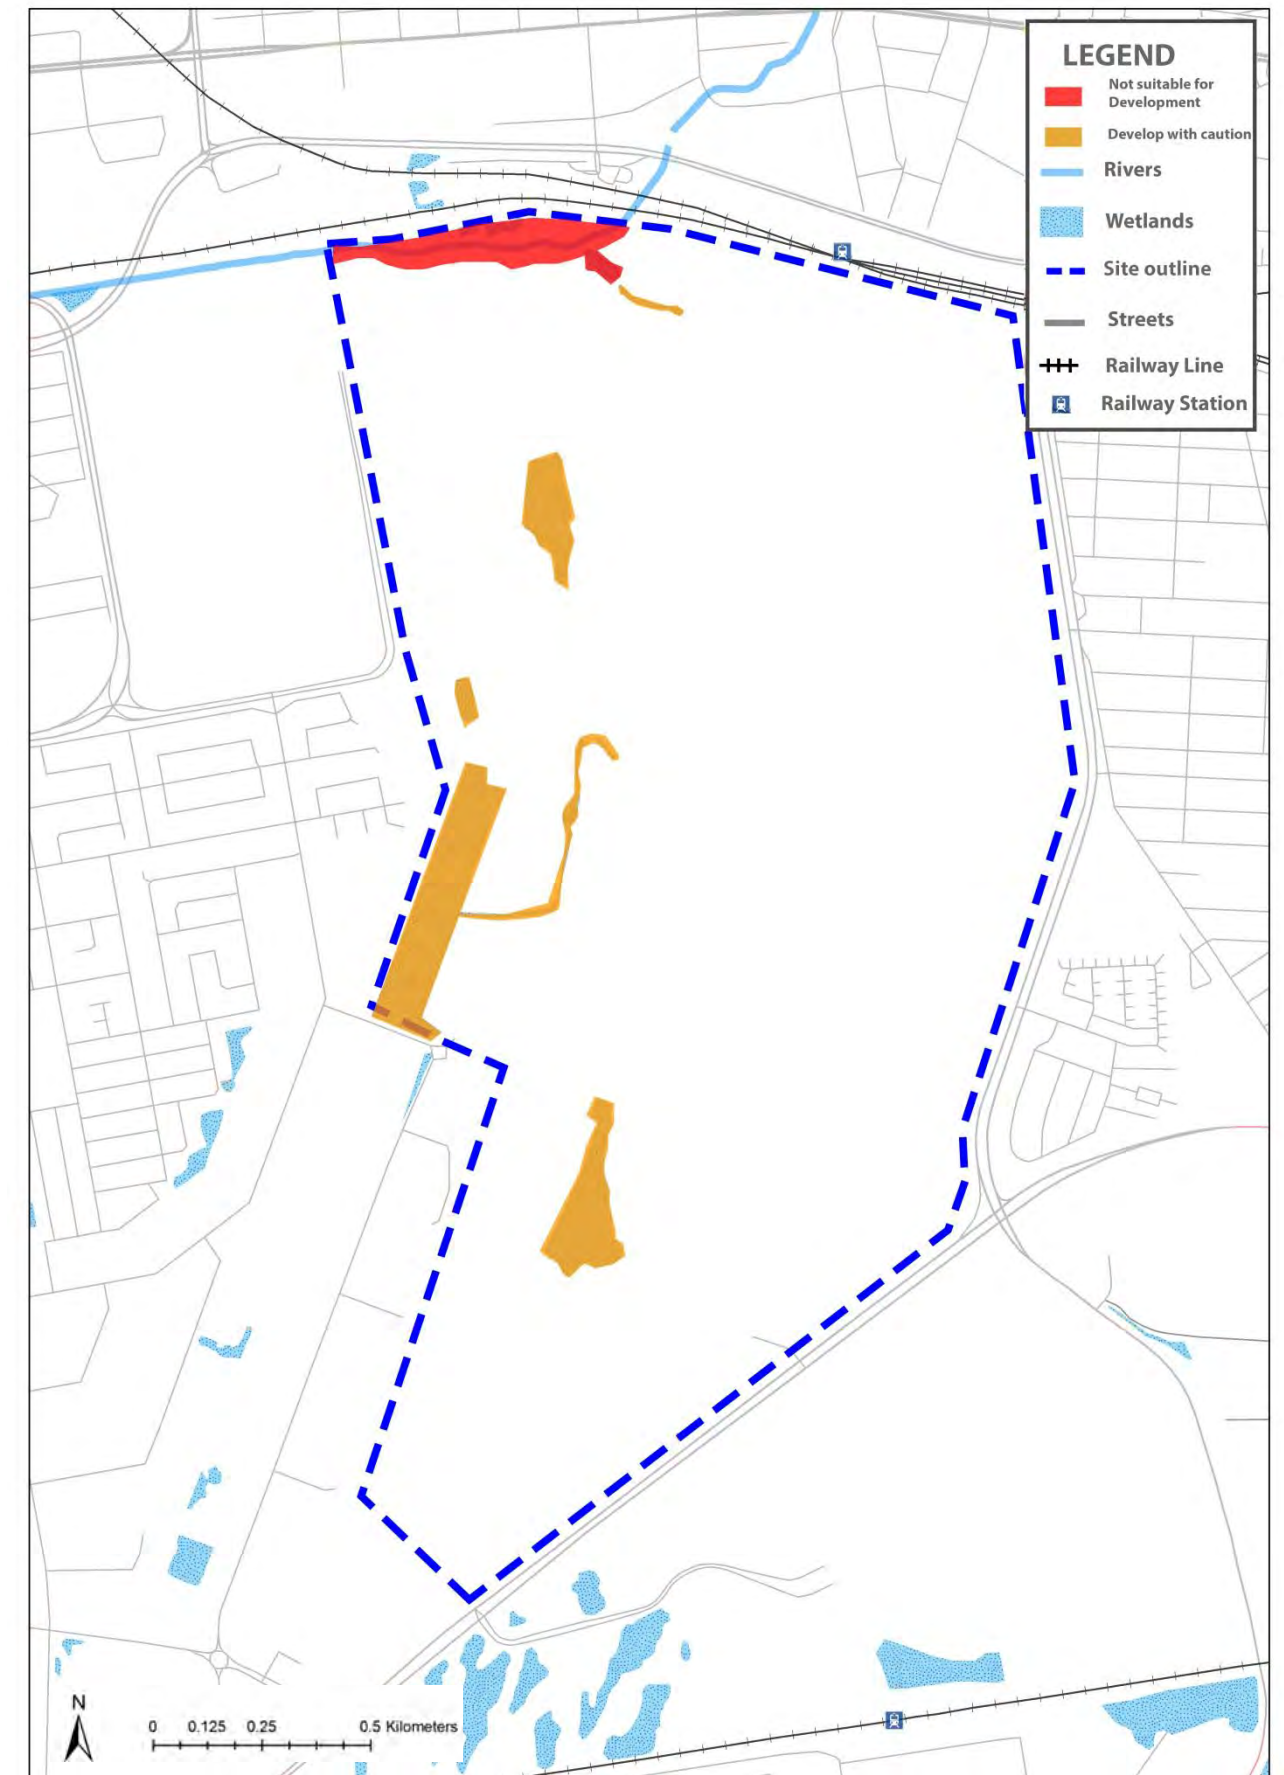 LEGEND
Not suitable for
Development
Develop with caution
Rivers
Wetlands
Site outline
Streets
Railway Line
Railway Station
N
0 0.125 0.25 0.5 Kilometers